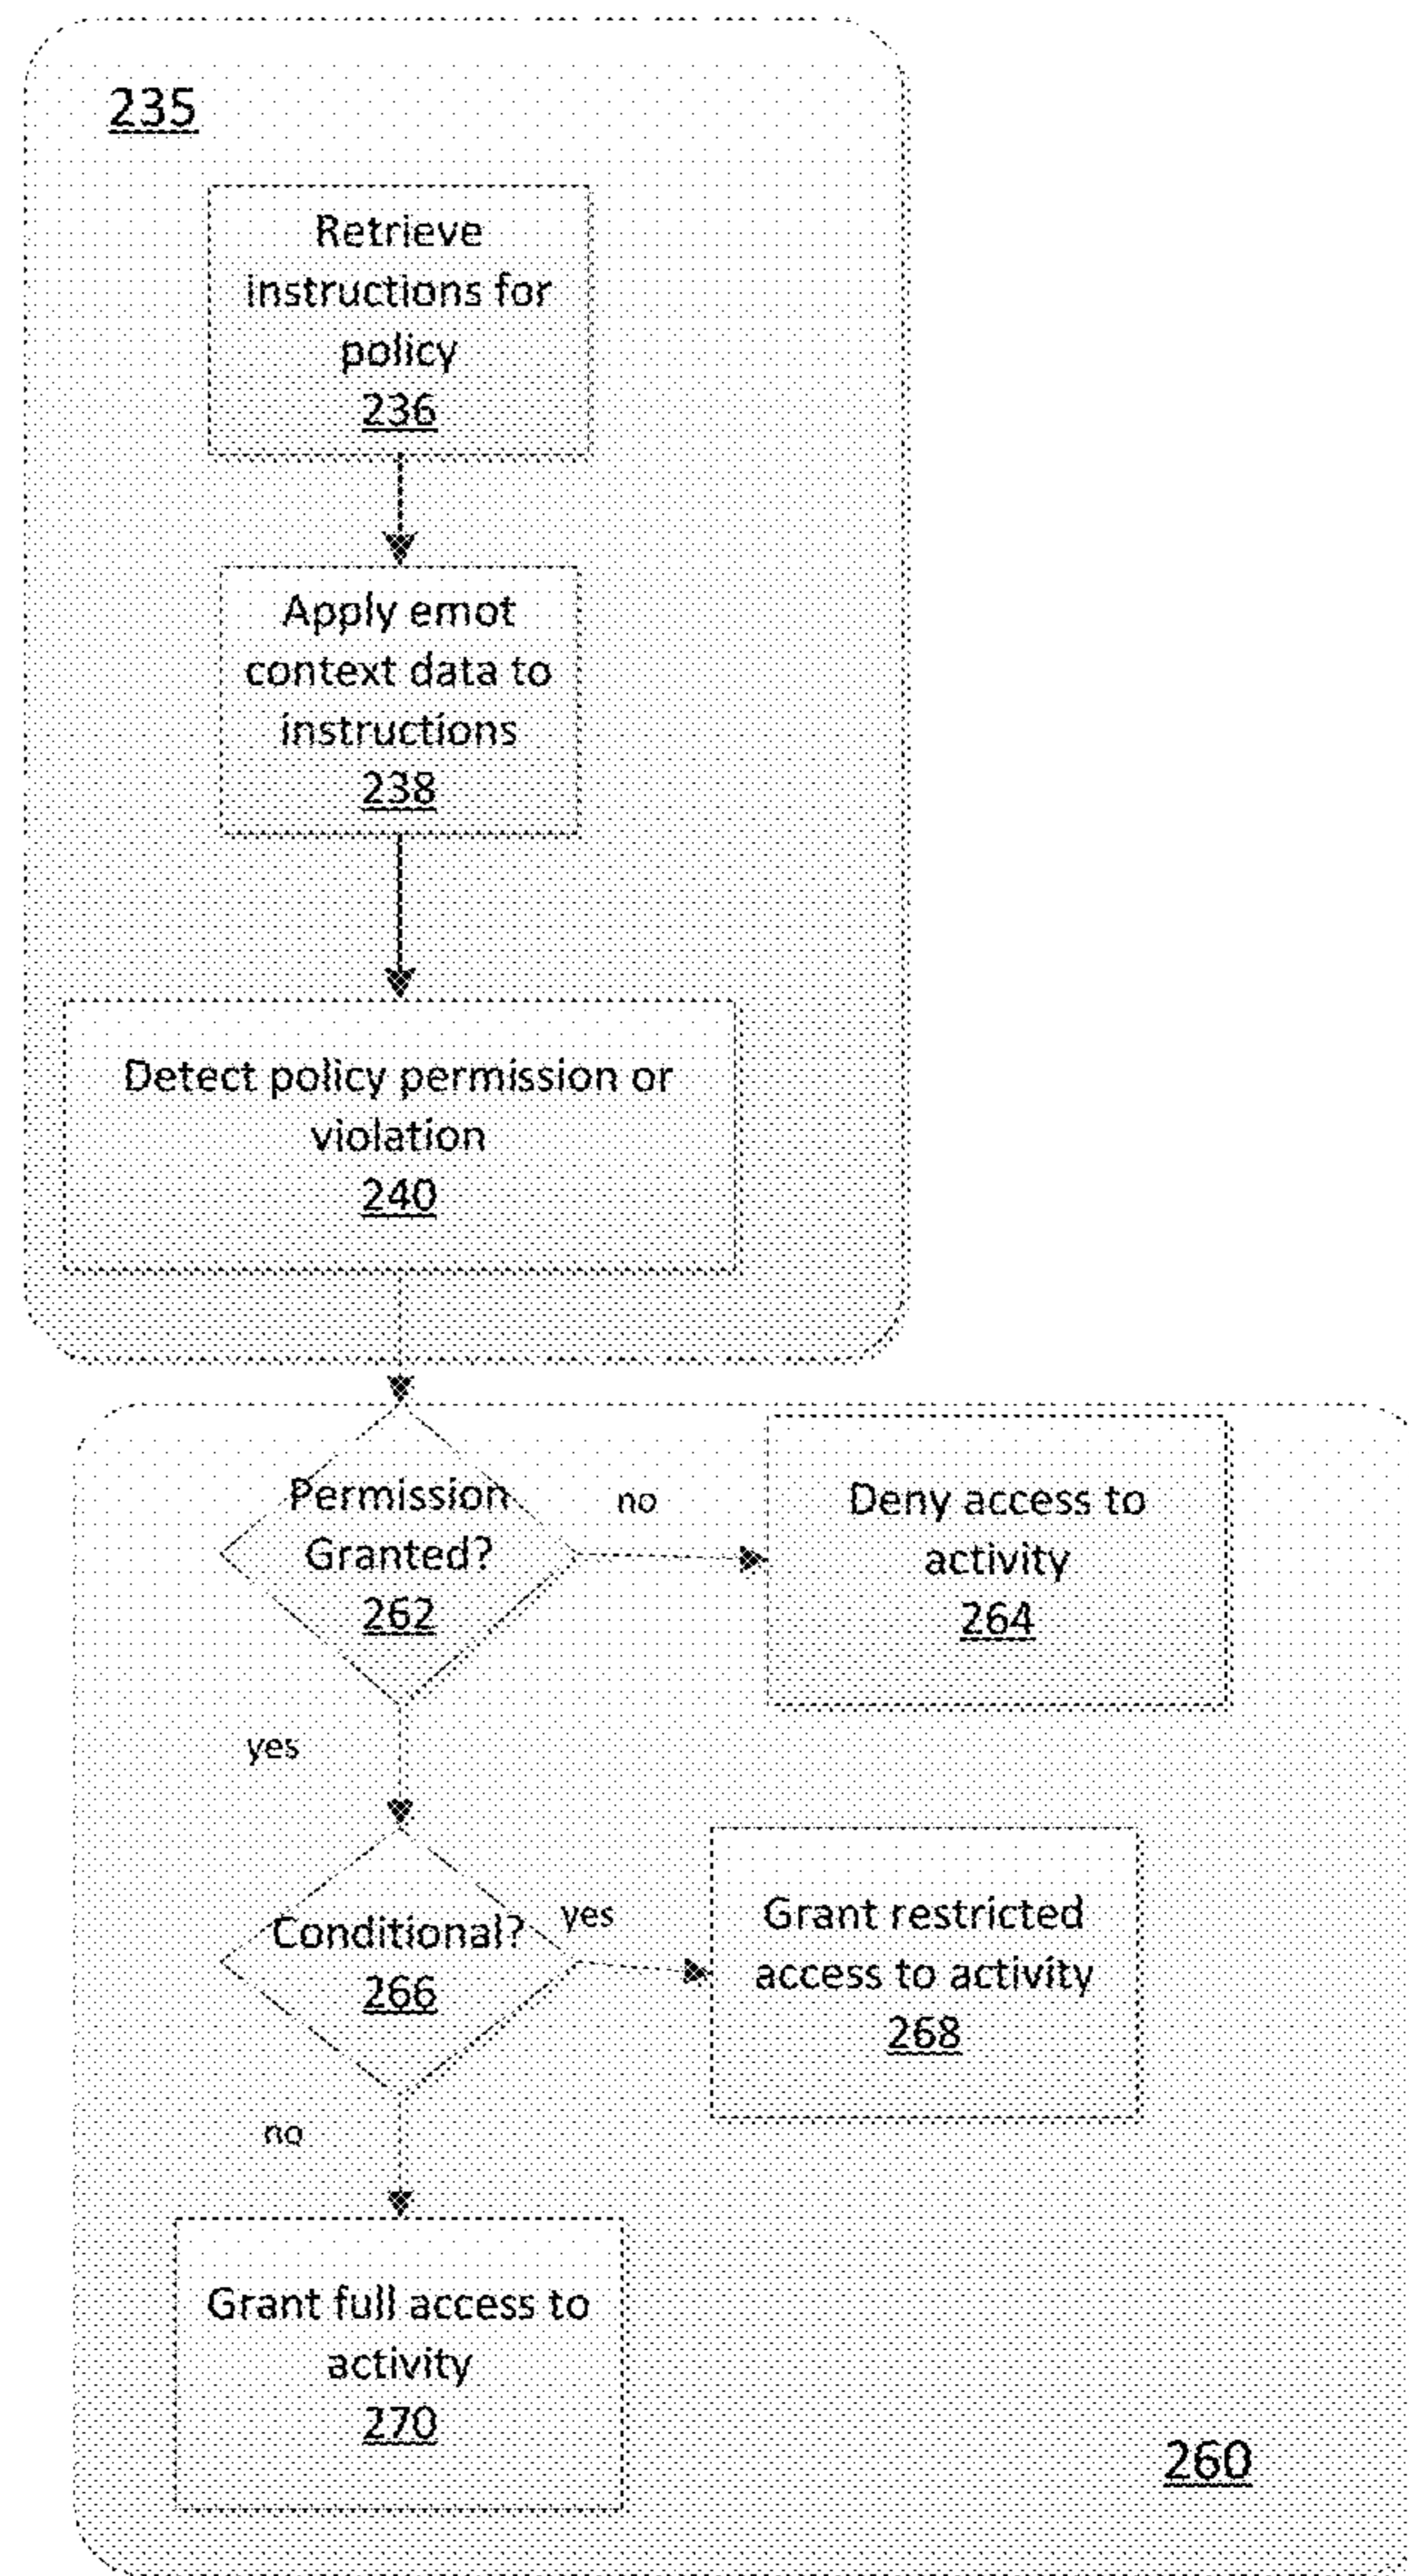 235
Retrieve
instructions for
policy
236
Apply emot
context data to
instructions
238
Detect policy permission or
violation
240
Permission
Granted?
262
no
Deny access to
activity
264
yes
Conditional?
266
yes
Grant restricted
access to activity
268
no
Grant full access to
activity
270
260